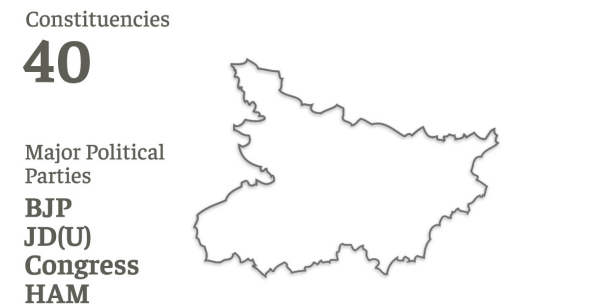 Constituencies
40
Major Political
Parties
BJP
JD(U)
Congress
HAM